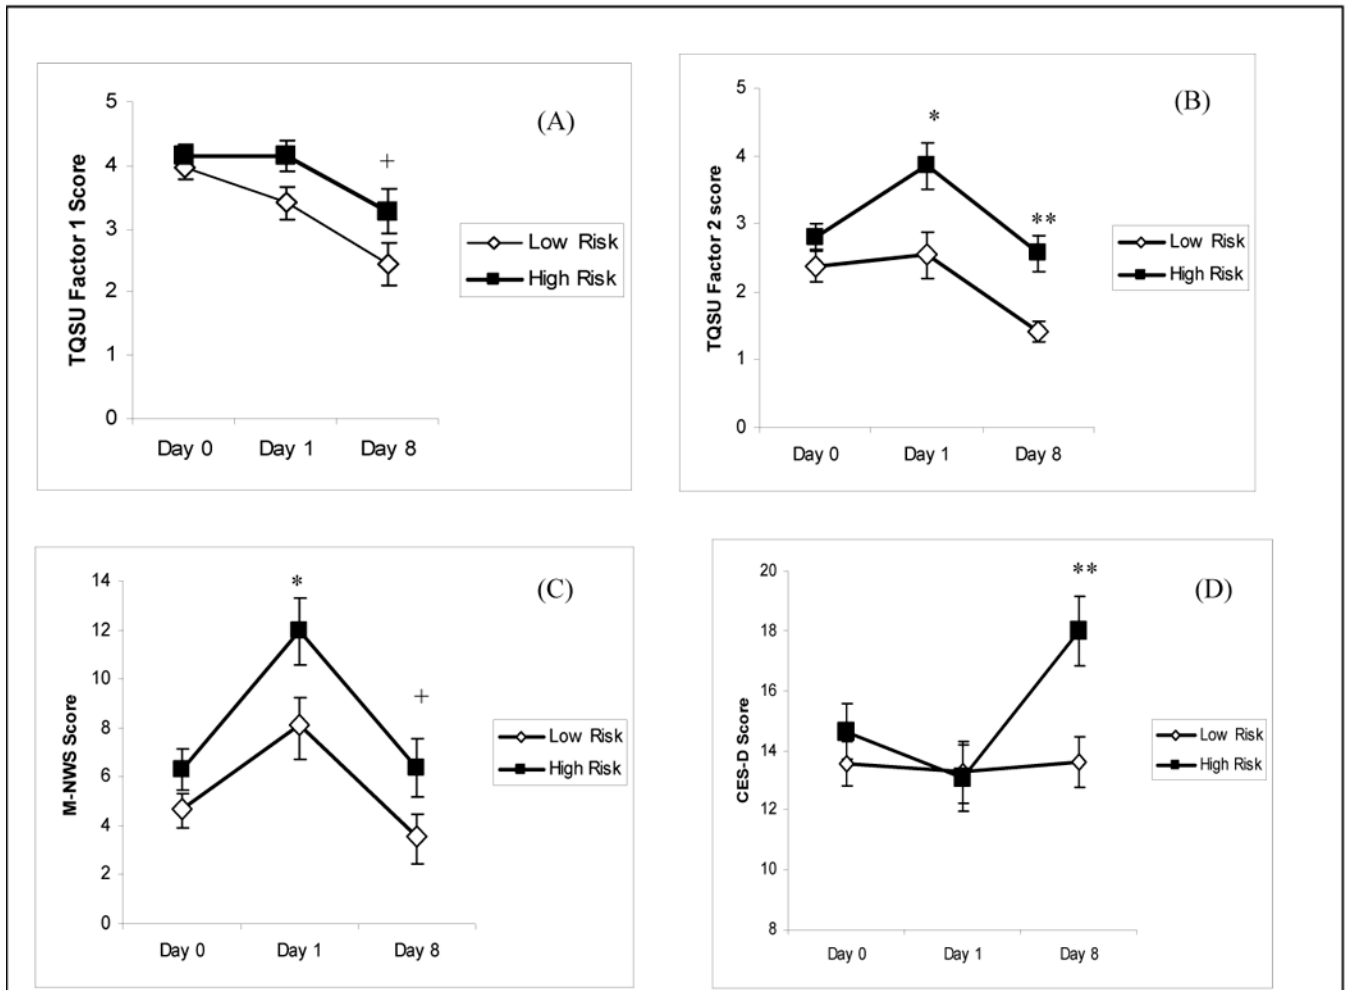 (A)
TQSU Factor 1 Score
5
4
3
2
1
0
+
Day 0 Day 1 Day 8
Low Risk
High Risk
(B)
TQSU Factor 2 score
5
4
3
2
1
0
*
**
Day 0 Day 1 Day 8
Low Risk
High Risk
(C)
M-NWS Score
14
12
10
8
6
4
2
0
*
+
Day 0 Day 1 Day 8
Low Risk
High Risk
(D)
CES-D Score
20
18
16
14
12
10
8
**
Day 0 Day 1 Day 8
Low Risk
High Risk